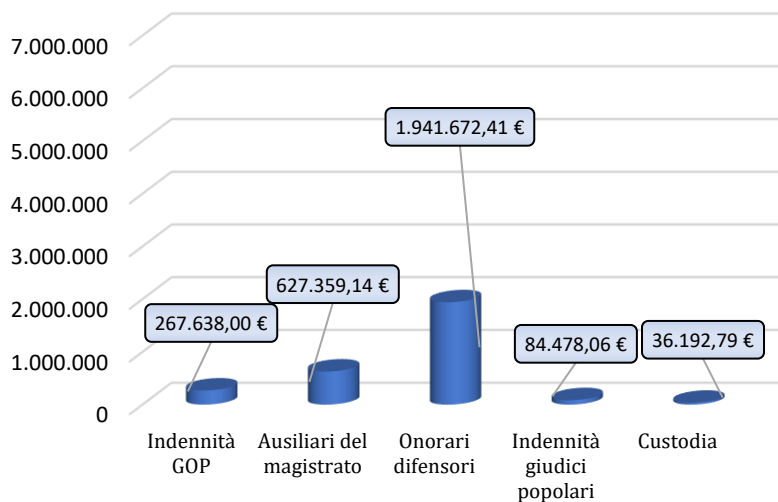 7.000.000
6.000.000
5.000.000
4.000.000
3.000.000
2.000.000
1.000.000
0
267.638,00 €
627.359,14 €
1.941.672,41 €
84.478,06 €
36.192,79 €
Indennità
GOP
Ausiliari del
magistrato
Onorari
difensori
Indennità
giudici
popolari
Custodia